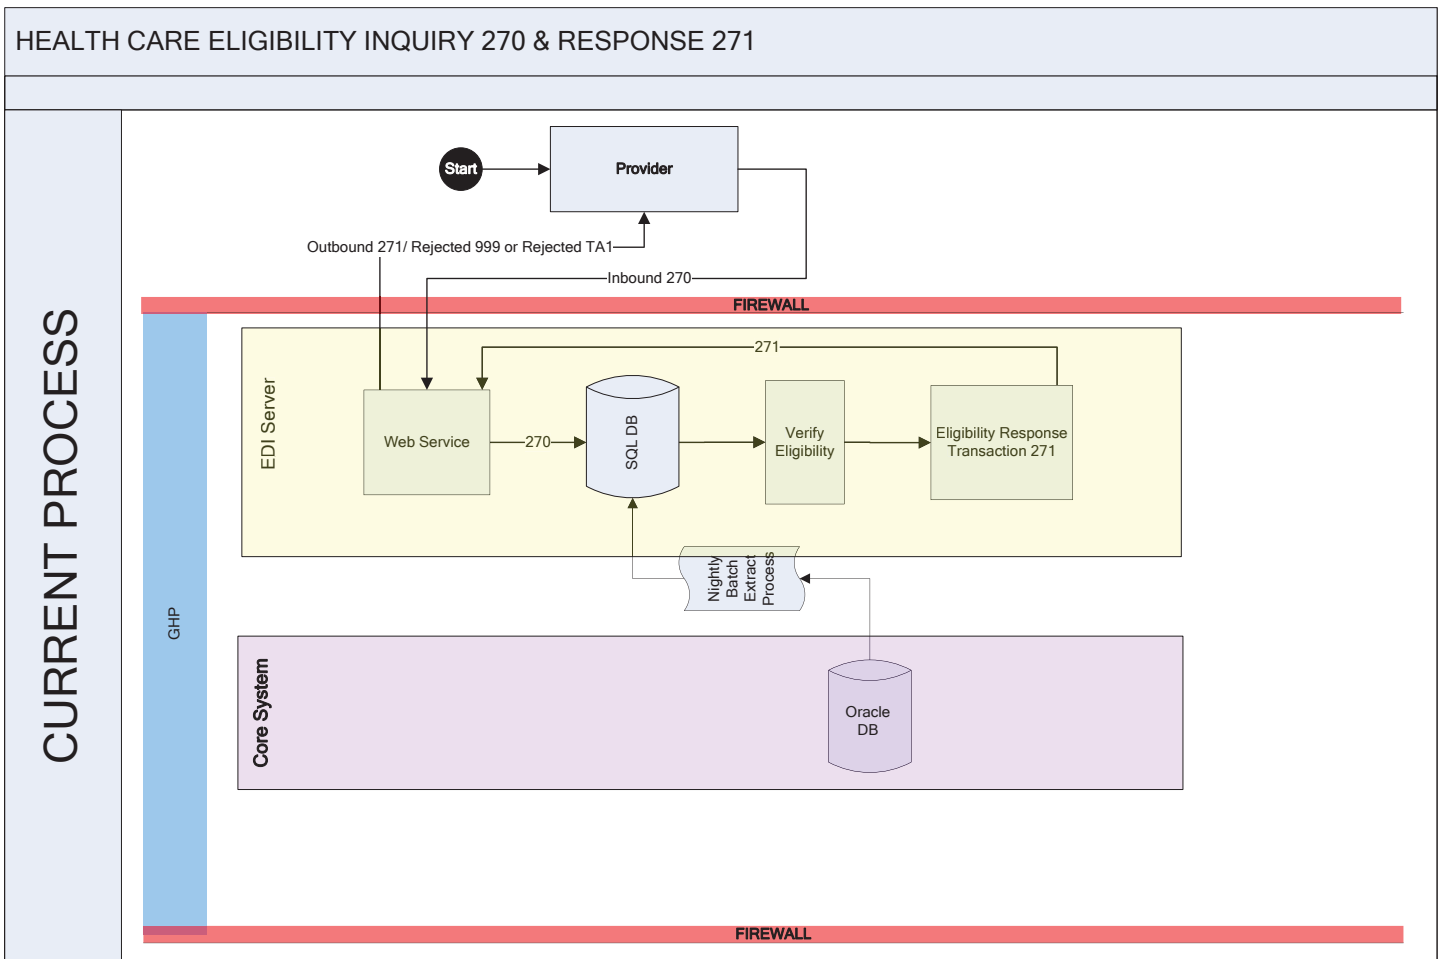 HEALTH CARE ELIGIBILITY INQUIRY 270 & RESPONSE 271
CURRENT PROCESS
Start
Provider
Outbound 271/ Rejected 999 or Rejected TA1
Inbound 270
FIREWALL
GHP
EDI Server
271
Web Service
270
SQL DB
Verify
Eligibility
Eligibility Response
Transaction 271
Nightly
Batch
Extract
Process
Core System
Oracle
DB
FIREWALL